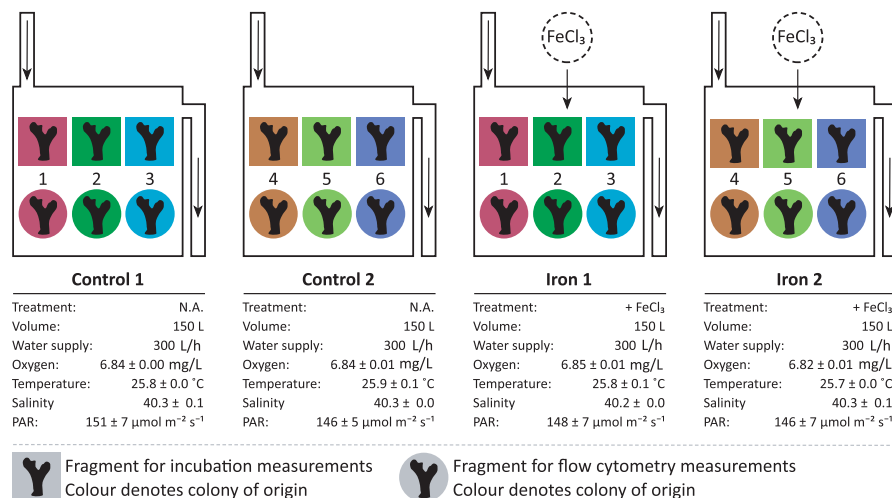 FeCl₃ FeCl₃
1 2 3 4 5 6 1 2 3 4 5 6
Control 1
Treatment: N.A.
Volume: 150 L
Water supply: 300 L/h
Oxygen: 6.84 ± 0.00 mg/L
Temperature: 25.8 ± 0.0 ˚C
Salinity 40.3 ± 0.1
PAR: 151 ± 7 µmol m⁻² s⁻¹
Control 2
Treatment: N.A.
Volume: 150 L
Water supply: 300 L/h
Oxygen: 6.84 ± 0.01 mg/L
Temperature: 25.9 ± 0.1 ˚C
Salinity 40.3 ± 0.0
PAR: 146 ± 5 µmol m⁻² s⁻¹
Iron 1
Treatment: + FeCl₃
Volume: 150 L
Water supply: 300 L/h
Oxygen: 6.85 ± 0.01 mg/L
Temperature: 25.8 ± 0.1 ˚C
Salinity 40.2 ± 0.0
PAR: 148 ± 7 µmol m⁻² s⁻¹
Iron 2
Treatment: + FeCl₃
Volume: 150 L
Water supply: 300 L/h
Oxygen: 6.82 ± 0.01 mg/L
Temperature: 25.7 ± 0.0 ˚C
Salinity 40.3 ± 0.1
PAR: 146 ± 7 µmol m⁻² s⁻¹
Fragment for incubation measurements
Colour denotes colony of origin
Fragment for flow cytometry measurements
Colour denotes colony of origin